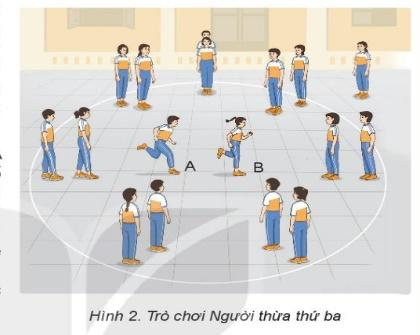 A
B
Hình 2. Trò chơi Người thừa thứ ba